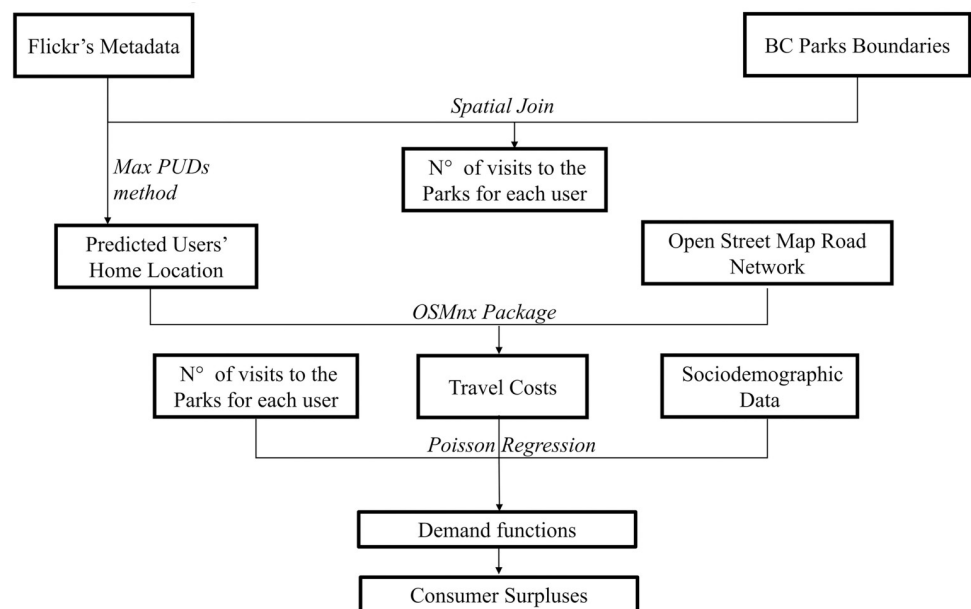 Flickr's Metadata
BC Parks Boundaries
Spatial Join
Max PUDs
method
N° of visits to the
Parks for each user
Predicted Users'
Home Location
Open Street Map Road
Network
OSMnx Package
N° of visits to the
Parks for each user
Travel Costs
Sociodemographic
Data
Poisson Regression
Demand functions
Consumer Surpluses